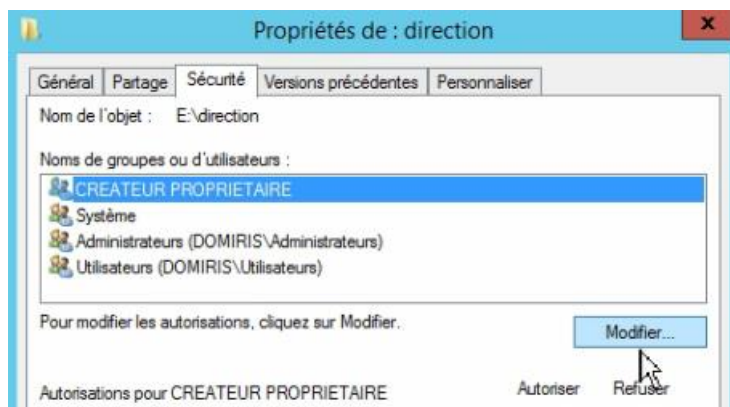 Propriétés de : direction
x
Général Partage Sécurité Versions précédentes Personnaliser
Nom de l'objet : E:\direction
Noms de groupes ou d'utilisateurs :
CREATEUR PROPRIETAIRE
Système
Administrateurs (DOMIRIS\Administrateurs)
Utilisateurs (DOMIRIS\Utilisateurs)
Pour modifier les autorisations, cliquez sur Modifier.
Modifier...
Autorisations pour CREATEUR PROPRIETAIRE Autoriser Refuser